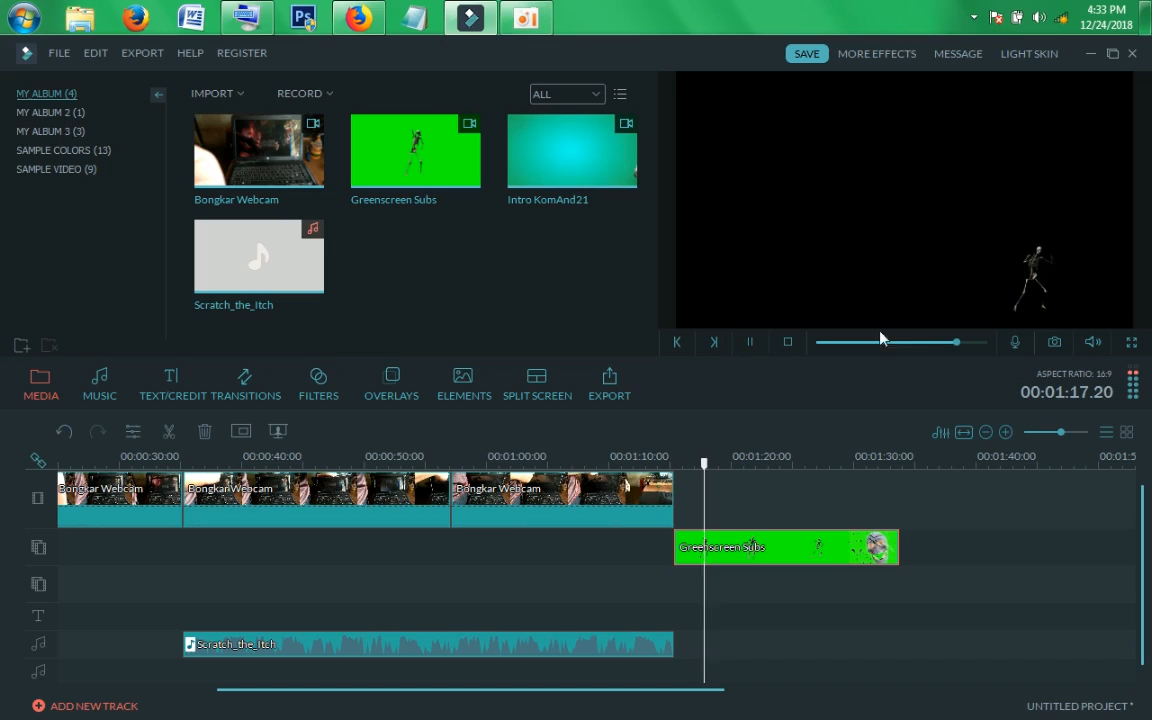 4:33 PM
12/24/2018
FILE EDIT EXPORT HELP REGISTER SAVE MORE EFFECTS MESSAGE LIGHT SKIN
MY ALBUM (4)
MY ALBUM 2 (1)
MY ALBUM 3 (3)
SAMPLE COLORS (13)
SAMPLE VIDEO (9)
IMPORT RECORD ALL
Bongkar Webcam Greenscreen Subs Intro KomAnd21
Scratch_the_Itch
MEDIA MUSIC TEXT/CREDIT TRANSITIONS FILTERS OVERLAYS ELEMENTS SPLIT SCREEN EXPORT
ASPECT RATIO: 16:9
00:01:17.20
00:00:30:00 00:00:40:00 00:00:50:00 00:01:00:00 00:01:10:00 00:01:20:00 00:01:30:00 00:01:40:00 00:01:5
Bongkar Webcam Bongkar Webcam Bongkar Webcam
Greenscreen Subs
T
Scratch_the_Itch
ADD NEW TRACK
UNTITLED PROJECT *